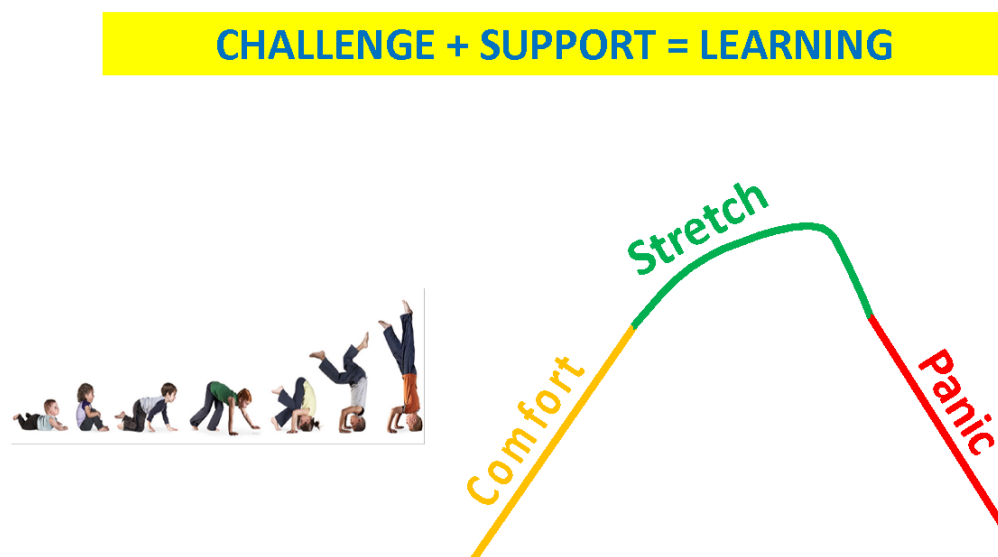 CHALLENGE + SUPPORT = LEARNING
Stretch
Comfort
Panic